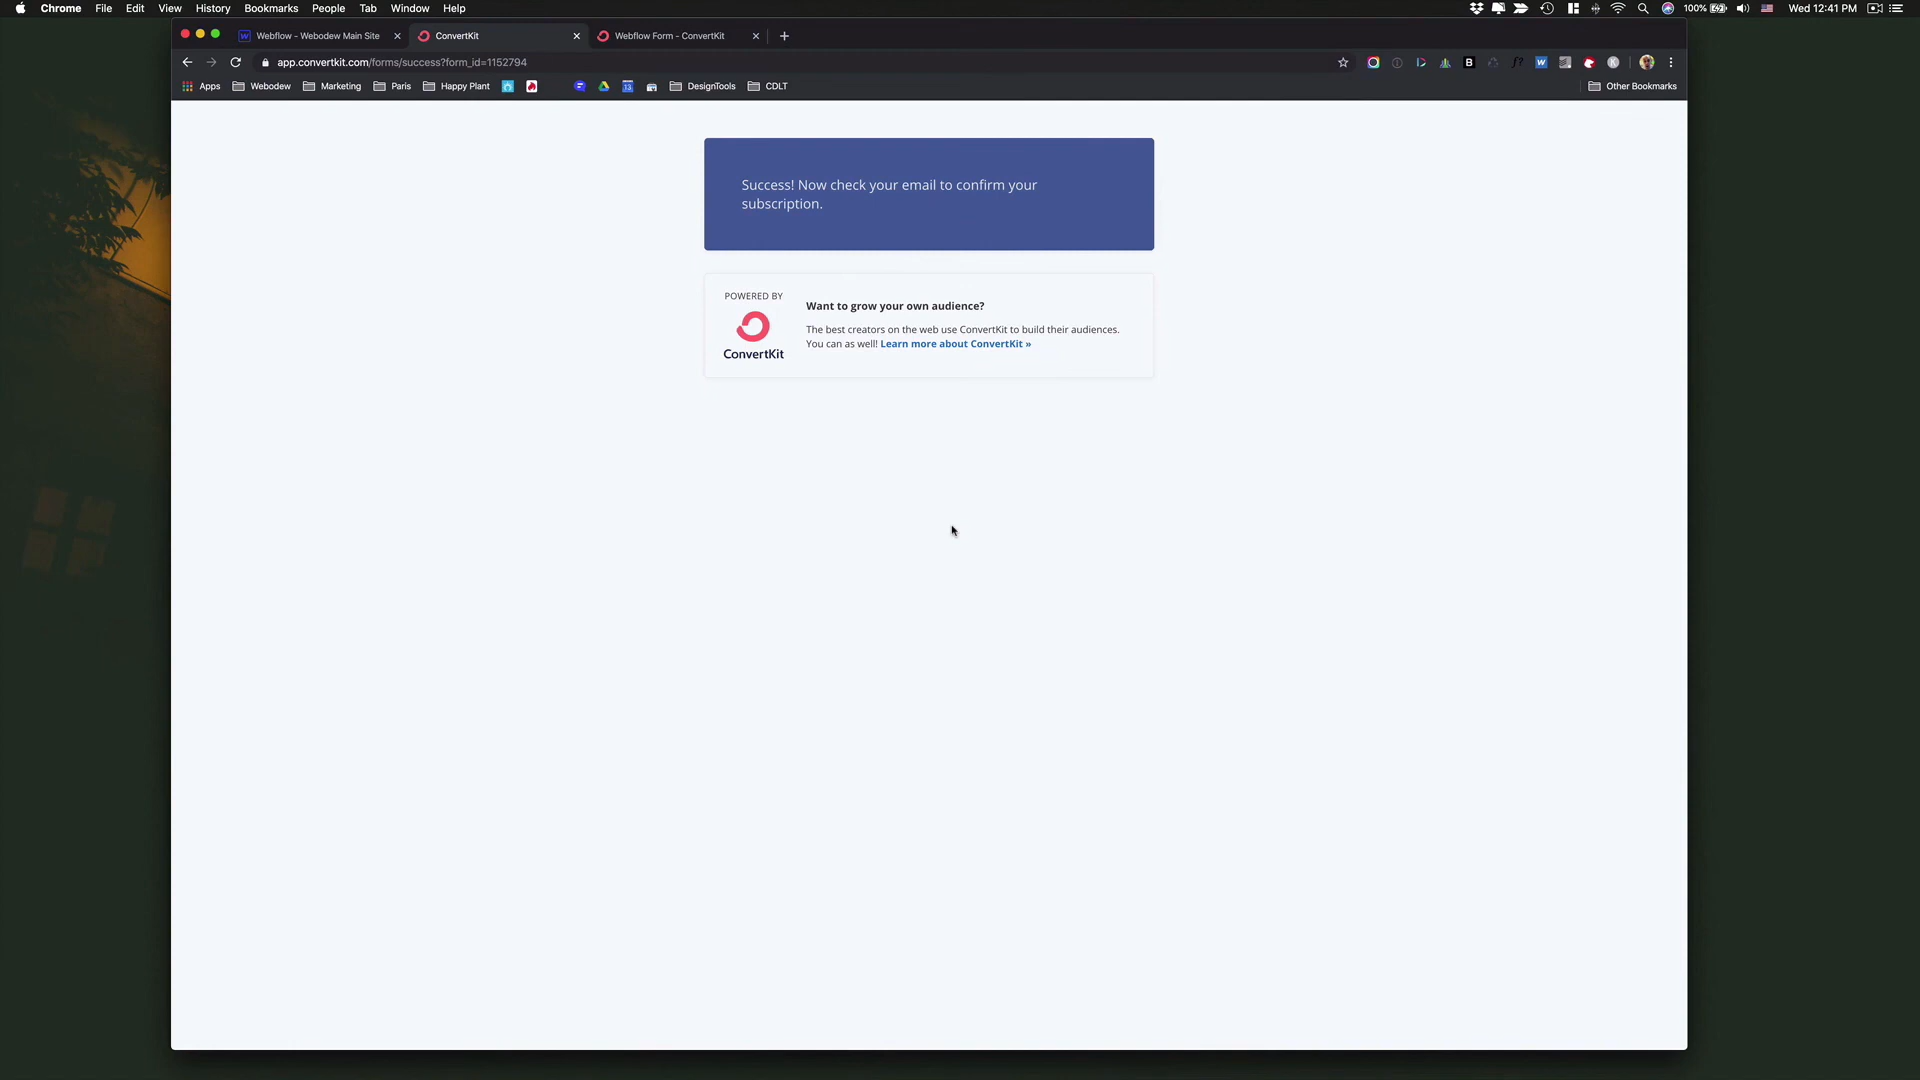 Chrome File Edit View History Bookmarks People Tab Window Help 100% Wed 12:41 PM
Webflow - Webodew Main Site ConvertKit Webflow Form - ConvertKit
app.convertkit.com/forms/success?form_id=1152794
Apps Webodew Marketing Paris Happy Plant DesignTools CDLT Other Bookmarks
Success! Now check your email to confirm your
subscription.
POWERED BY
ConvertKit
Want to grow your own audience?
The best creators on the web use ConvertKit to build their audiences.
You can as well! Learn more about ConvertKit »